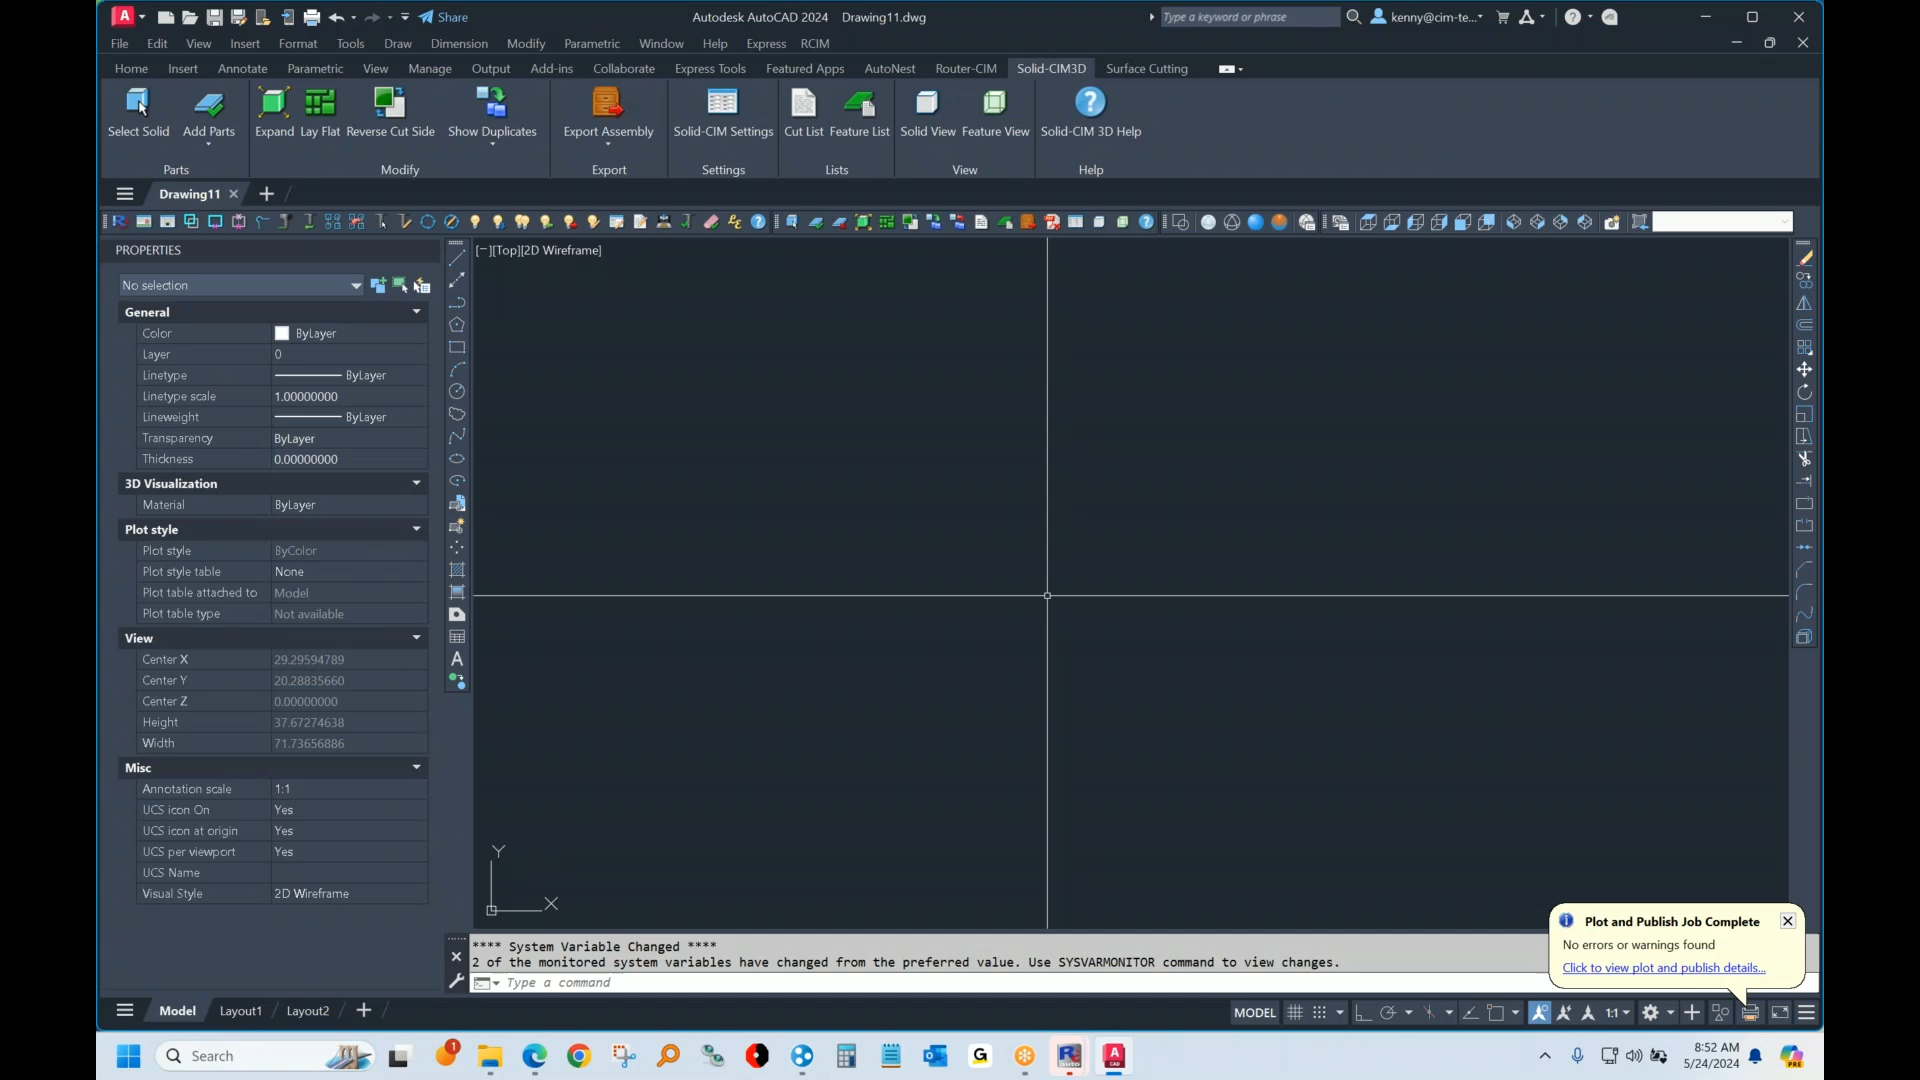 Share
Autodesk AutoCAD 2024 Drawing11.dwg
Type a keyword or phrase
kenny@cim-te...
File Edit View Insert Format Tools Draw Dimension Modify Parametric Window Help Express RCIM
Home Insert Annotate Parametric View Manage Output Add-ins Collaborate Express Tools Featured Apps AutoNest Router-CIM Solid-CIM3D Surface Cutting
Select Solid Add Parts Expand Lay Flat Reverse Cut Side Show Duplicates Export Assembly Solid-CIM Settings Cut List Feature List Solid View Feature View Solid-CIM 3D Help
Parts Modify Export Settings Lists View Help
Drawing11
PROPERTIES
[−][Top][2D Wireframe]
No selection
General
Color ByLayer
Layer 0
Linetype ByLayer
Linetype scale 1.00000000
Lineweight ByLayer
Transparency ByLayer
Thickness 0.00000000
3D Visualization
Material ByLayer
Plot style
Plot style ByColor
Plot style table None
Plot table attached to Model
Plot table type Not available
View
Center X 29.29594789
Center Y 20.28835660
Center Z 0.00000000
Height 37.67274638
Width 71.73656886
Misc
Annotation scale 1:1
UCS icon On Yes
UCS icon at origin Yes
UCS per viewport Yes
UCS Name
Visual Style 2D Wireframe
Y
X
**** System Variable Changed ****
2 of the monitored system variables have changed from the preferred value. Use SYSVARMONITOR command to view changes.
Type a command
Plot and Publish Job Complete
No errors or warnings found
Click to view plot and publish details...
Model Layout1 Layout2
MODEL
1:1
Search
1
8:52 AM
5/24/2024